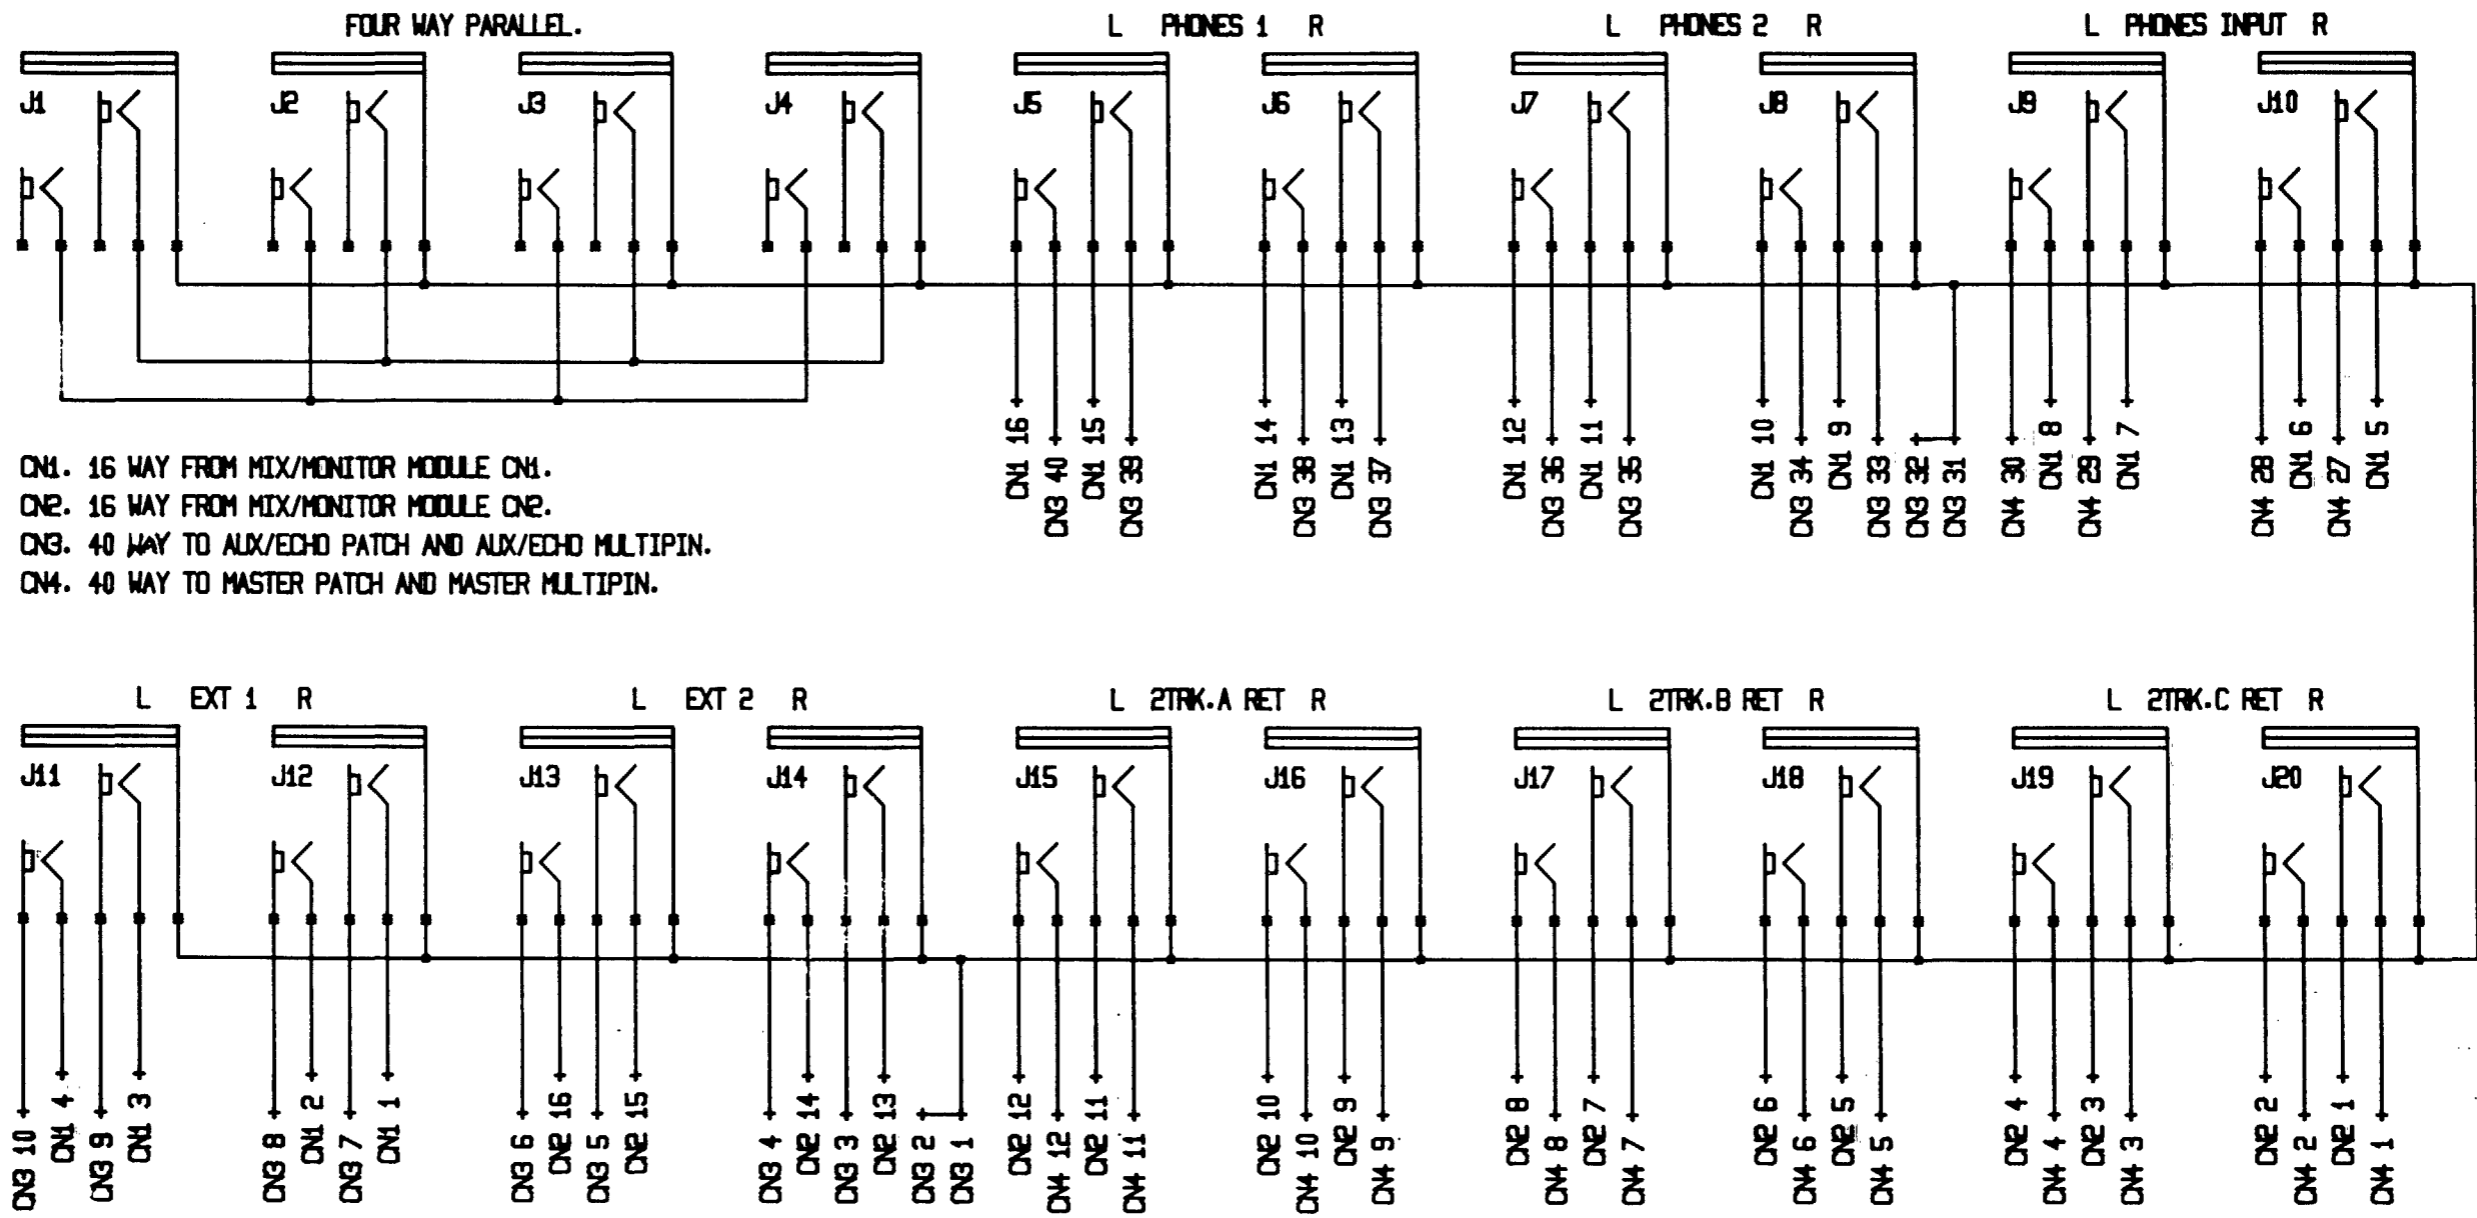 FOUR WAY PARALLEL.
L PHONES 1 R
L PHONES 2 R
L PHONES INPUT R
J1
J2
J3
J4
J5
J6
J7
J8
J9
J10
CN1 16
CN3 40
CN1 15
CN3 39
CN1 14
CN3 38
CN1 13
CN3 37
CN1 12
CN3 36
CN1 11
CN3 35
CN1 10
CN3 34
CN1 9
CN3 33
CN3 32
CN3 31
CN4 30
CN1 8
CN4 29
CN1 7
CN4 28
CN1 6
CN4 27
CN1 5
CN1. 16 WAY FROM MIX/MONITOR MODULE CN1.
CN2. 16 WAY FROM MIX/MONITOR MODULE CN2.
CN3. 40 WAY TO AUX/ECHO PATCH AND AUX/ECHO MULTIPIN.
CN4. 40 WAY TO MASTER PATCH AND MASTER MULTIPIN.
L EXT 1 R
L EXT 2 R
L 2TRK.A RET R
L 2TRK.B RET R
L 2TRK.C RET R
J11
J12
J13
J14
J15
J16
J17
J18
J19
J20
CN3 10
CN1 4
CN3 9
CN1 3
CN3 8
CN1 2
CN3 7
CN1 1
CN3 6
CN2 16
CN3 5
CN2 15
CN3 4
CN2 14
CN3 3
CN2 13
CN3 2
CN3 1
CN2 12
CN4 12
CN2 11
CN4 11
CN2 10
CN4 10
CN2 9
CN4 9
CN2 8
CN4 8
CN2 7
CN4 7
CN2 6
CN4 6
CN2 5
CN4 5
CN2 4
CN4 4
CN2 3
CN4 3
CN2 2
CN4 2
CN2 1
CN4 1